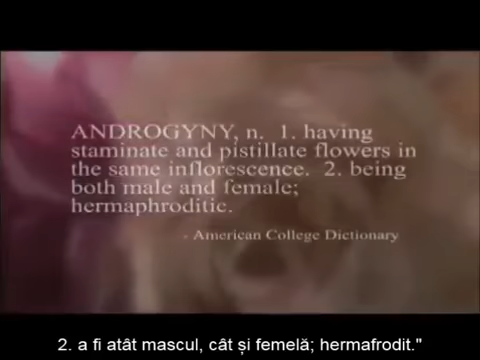 ANDROGYNY, n. 1. having
staminate and pistillate flowers in
the same inflorescence. 2. being
both male and female;
hermaphroditic.
- American College Dictionary
2. a fi atât mascul, cât și femelă; hermafrodit."